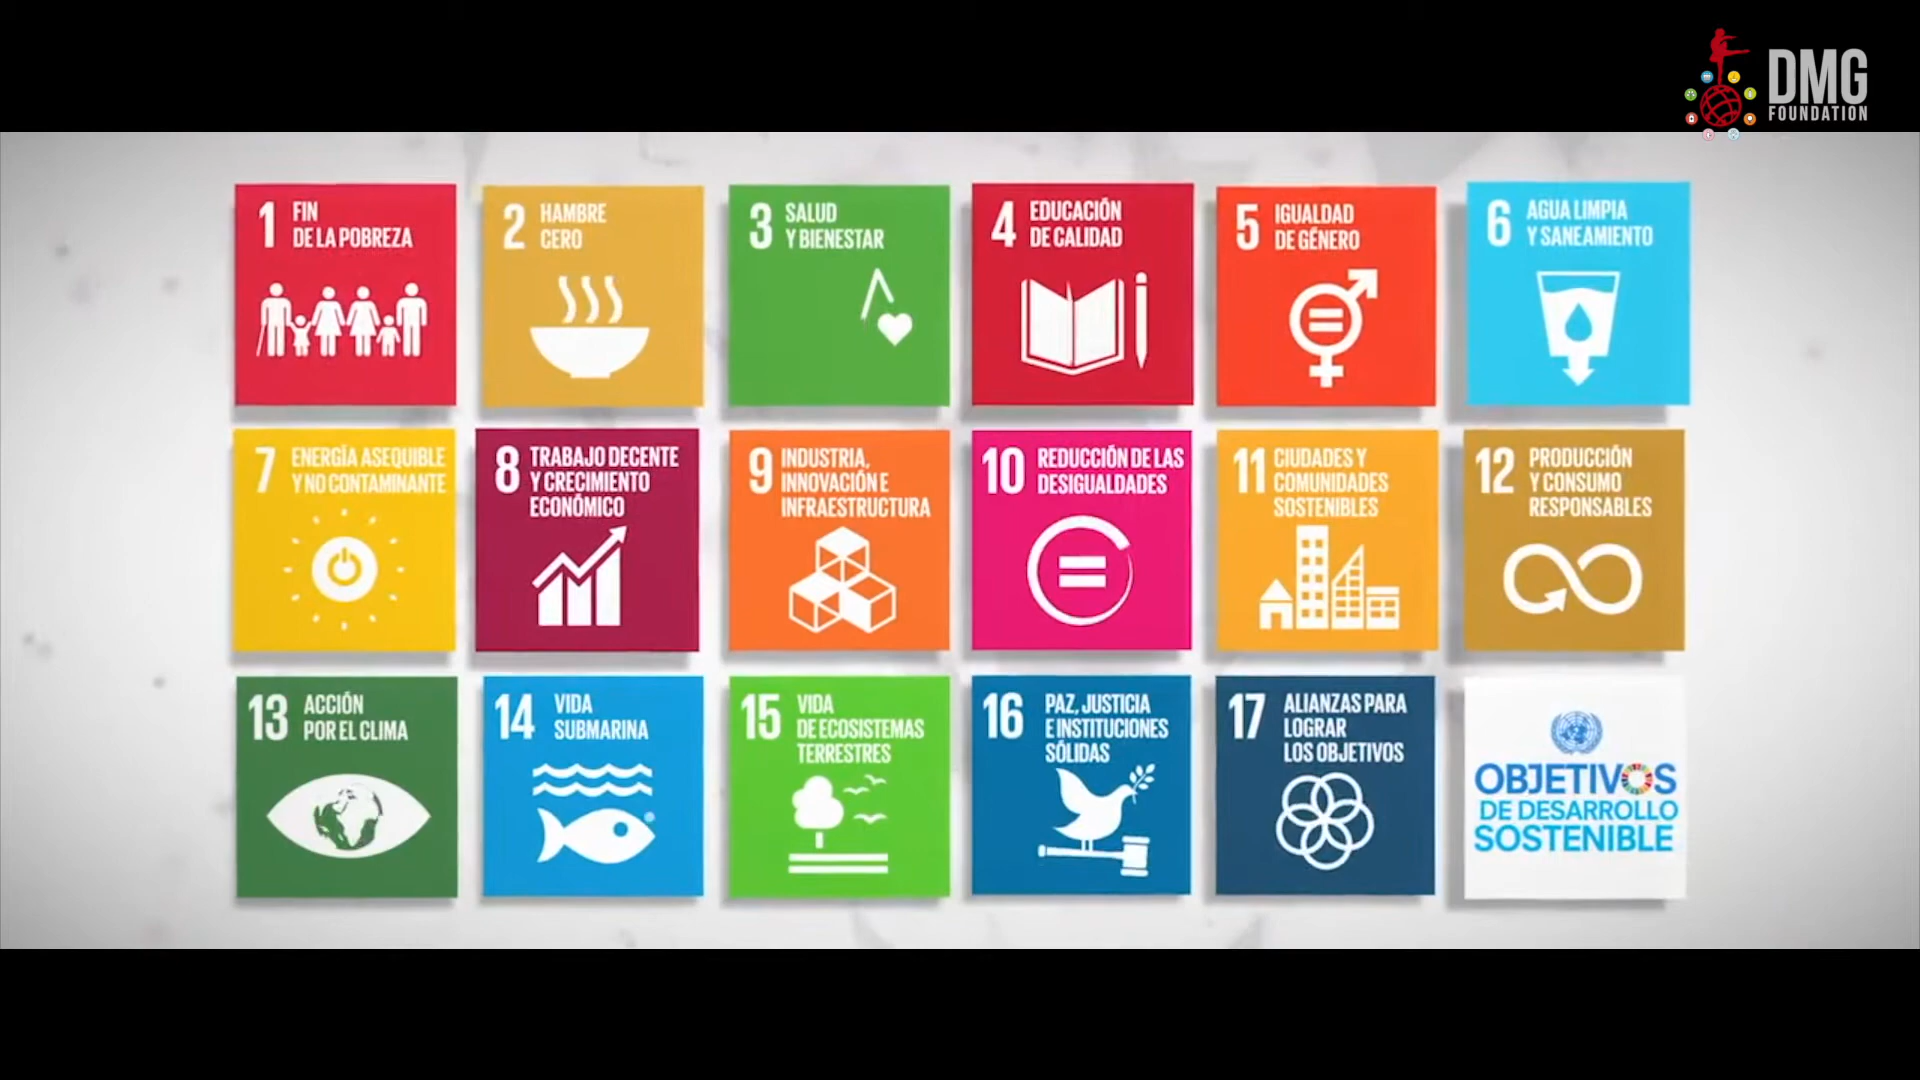 DMG
FOUNDATION
1 FIN
DE LA POBREZA
2 HAMBRE
CERO
3 SALUD
Y BIENESTAR
4 EDUCACIÓN
DE CALIDAD
5 IGUALDAD
DE GÉNERO
6 AGUA LIMPIA
Y SANEAMIENTO
7 ENERGÍA ASEQUIBLE
Y NO CONTAMINANTE
8 TRABAJO DECENTE
Y CRECIMIENTO
ECONÓMICO
9 INDUSTRIA,
INNOVACIÓN E
INFRAESTRUCTURA
10 REDUCCIÓN DE LAS
DESIGUALDADES
11 CIUDADES Y
COMUNIDADES
SOSTENIBLES
12 PRODUCCIÓN
Y CONSUMO
RESPONSABLES
13 ACCIÓN
POR EL CLIMA
14 VIDA
SUBMARINA
15 VIDA
DE ECOSISTEMAS
TERRESTRES
16 PAZ, JUSTICIA
E INSTITUCIONES
SÓLIDAS
17 ALIANZAS PARA
LOGRAR
LOS OBJETIVOS
OBJETIVOS
DE DESARROLLO
SOSTENIBLE